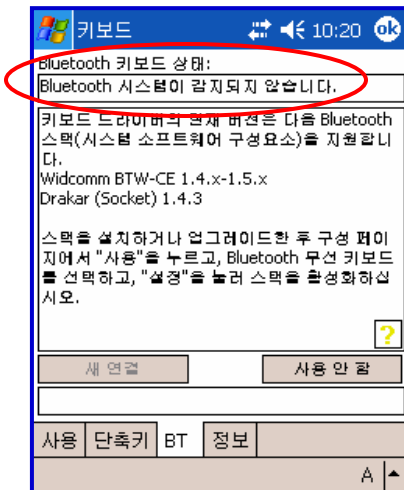 키보드 10:20 ok
Bluetooth 키보드 상태:
Bluetooth 시스템이 감지되지 않습니다.
키보드 드라이버의 현재 버전은 다음 Bluetooth
스택(시스템 소프트웨어 구성요소)을 지원합니
다.
Widcomm BTW-CE 1.4.x-1.5.x
Drakar (Socket) 1.4.3
스택을 설치하거나 업그레이드한 후 구성 페이
지에서 "사용"을 누르고, Bluetooth 무선 키보드
를 선택하고, "설정"을 눌러 스택을 활성화하십
시오.
?
새 연결 사용 안 함
사용 단축키 BT 정보
A